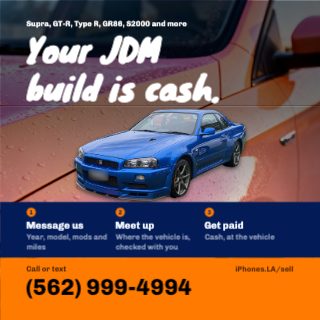 Supra, GT-R, Type R, GR86, S2000 and more
Your JDM
build is cash.
1
Message us
Year, model, mods and
miles
2
Meet up
Where the vehicle is,
checked with you
3
Get paid
Cash, at the vehicle
Call or text
(562) 999-4994
iPhones.LA/sell